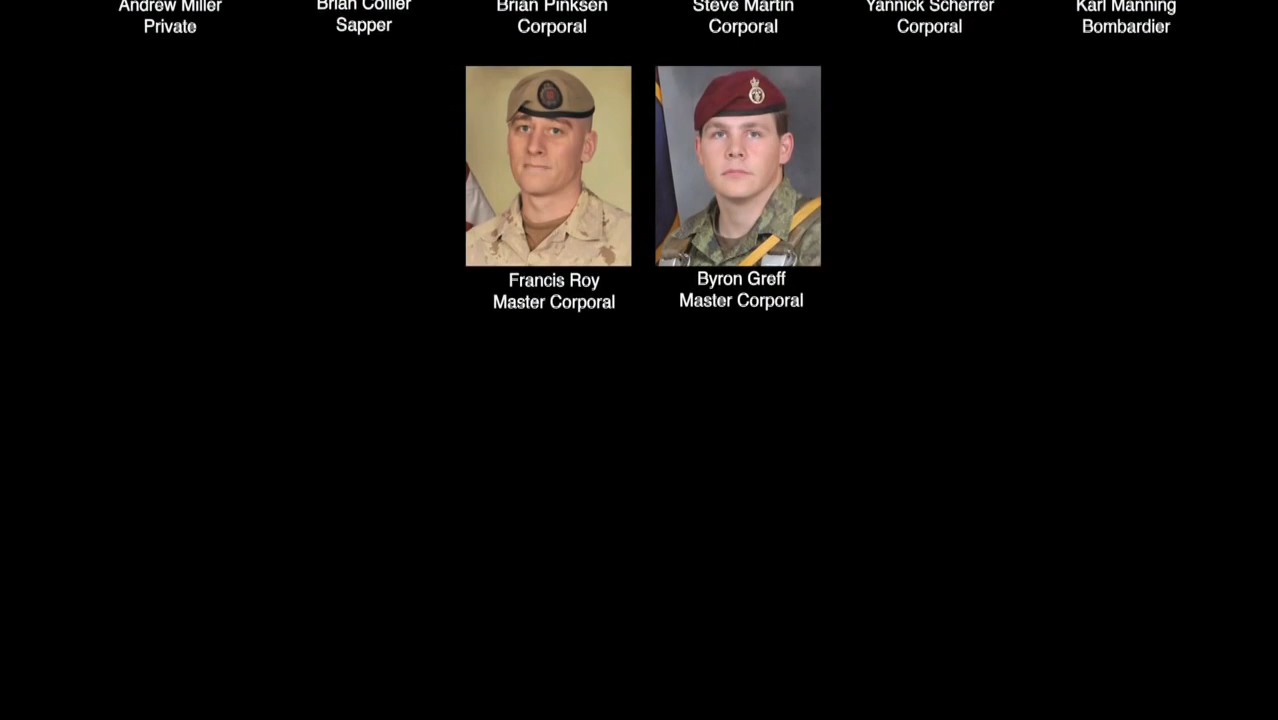 Andrew Miller
Private
Brian Collier
Sapper
Brian Pinksen
Corporal
Steve Martin
Corporal
Yannick Scherrer
Corporal
Karl Manning
Bombardier
Francis Roy
Master Corporal
Byron Greff
Master Corporal